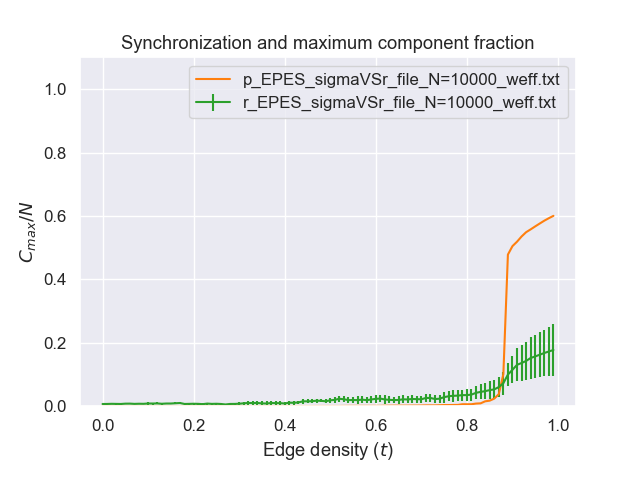 Synchronization and maximum component fraction
p_EPES_sigmaVSr_file_N=10000_weff.txt
r_EPES_sigmaVSr_file_N=10000_weff.txt
1.0
0.8
0.6
0.4
0.2
0.0
C_max/N
0.0 0.2 0.4 0.6 0.8 1.0
Edge density (t)